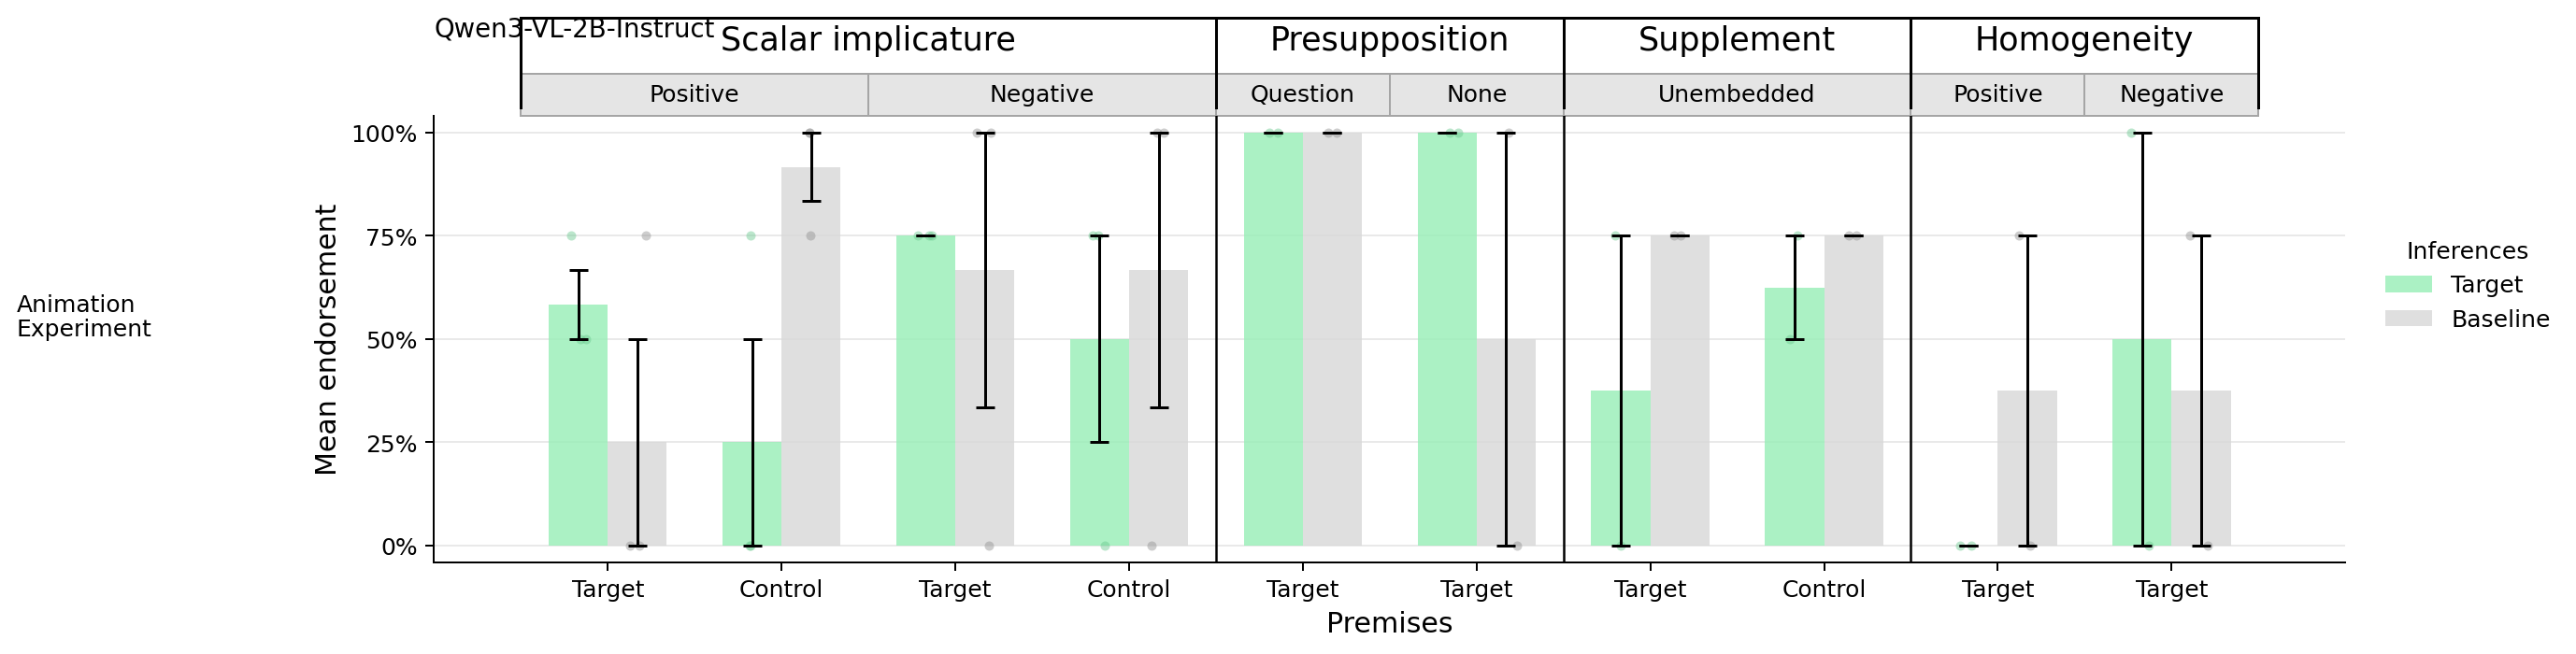 Qwen3-VL-2B-Instruct
Scalar implicature Presupposition Supplement Homogeneity
Positive Negative Question None Unembedded Positive Negative
100%
75%
50%
25%
0%
Mean endorsement
Animation
Experiment
Inferences
Target
Baseline
Target Control Target Control Target Target Target Control Target Target
Premises